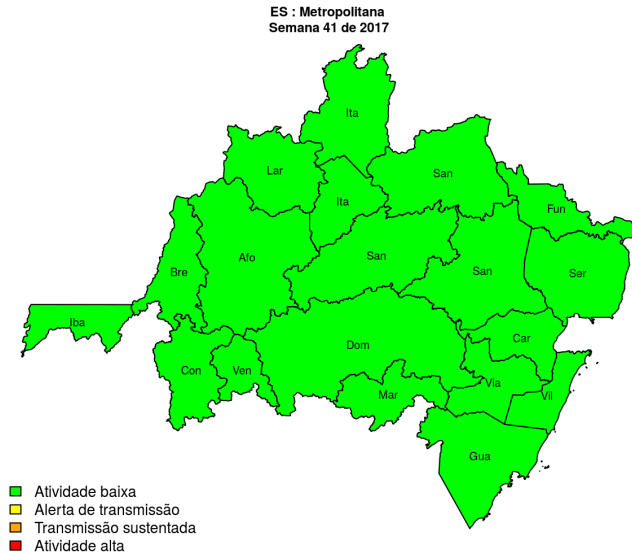 ES : Metropolitana
Semana 41 de 2017
Ita
Lar
San
Ita
Fun
Afo
San
San
Ser
Bre
Iba
Car
Dom
Con
Ven
Via
Mar
Vil
Gua
Atividade baixa
Alerta de transmissão
Transmissão sustentada
Atividade alta